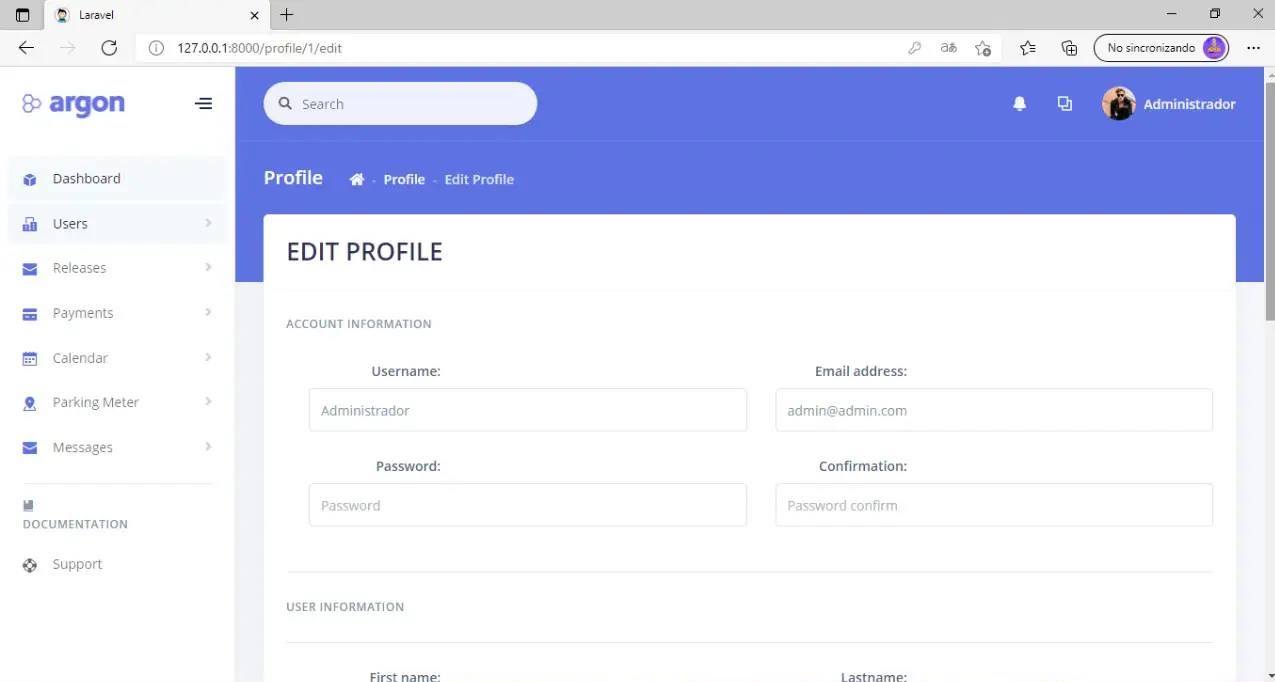 Laravel
127.0.0.1:8000/profile/1/edit
aあ
No sincronizando
argon
Search
Administrador
Dashboard
Users
Releases
Payments
Calendar
Parking Meter
Messages
DOCUMENTATION
Support
Profile - Profile - Edit Profile
EDIT PROFILE
ACCOUNT INFORMATION
Username: Email address:
Administrador admin@admin.com
Password: Confirmation:
Password Password confirm
USER INFORMATION
First name: Lastname: